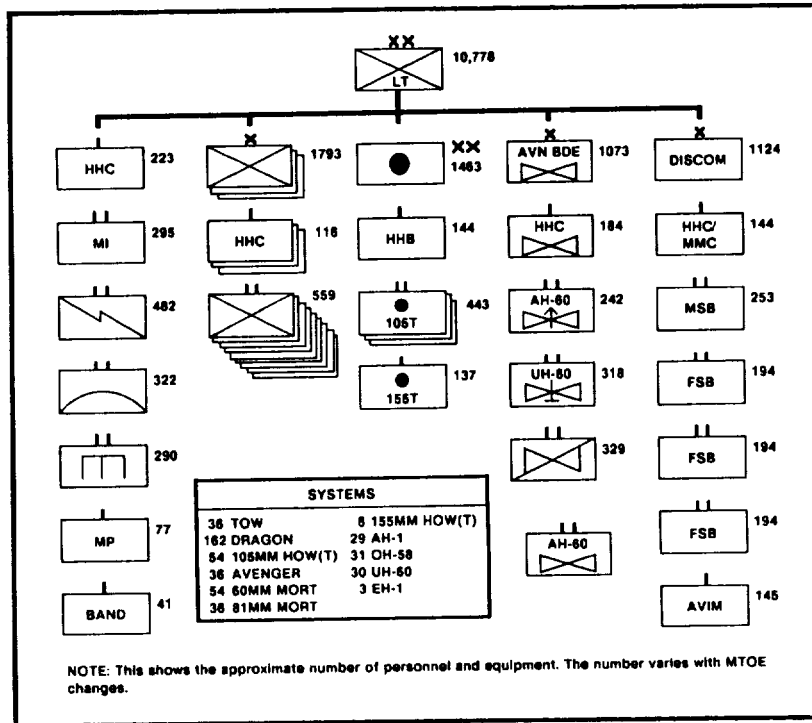 10,778
LT
HHC 223
1793
1463
AVN BDE 1073
DISCOM 1124
MI 295
HHC 116
HHB 144
HHC 184
HHC/
MMC 144
482
559
105T 443
AH-60 242
MSB 253
322
155T 137
UH-60 318
FSB 194
290
329
FSB 194
MP 77
AH-60
FSB 194
BAND 41
AVIM 145
SYSTEMS
36 TOW
162 DRAGON
54 105MM HOW(T)
36 AVENGER
54 60MM MORT
36 81MM MORT
6 155MM HOW(T)
29 AH-1
31 OH-58
30 UH-60
3 EH-1
NOTE: This shows the approximate number of personnel and equipment. The number varies with MTOE
changes.